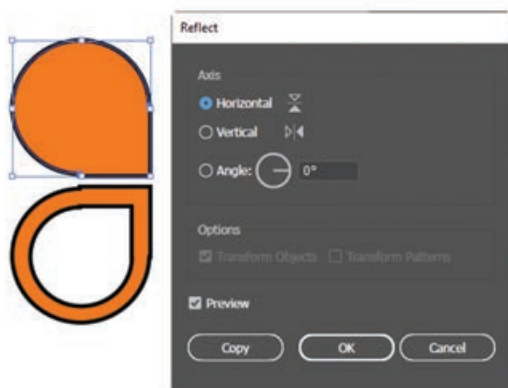 Reflect
Axis
Horizontal
Vertical
Angle: 0°
Options
Transform Objects Transform Patterns
Preview
Copy OK Cancel